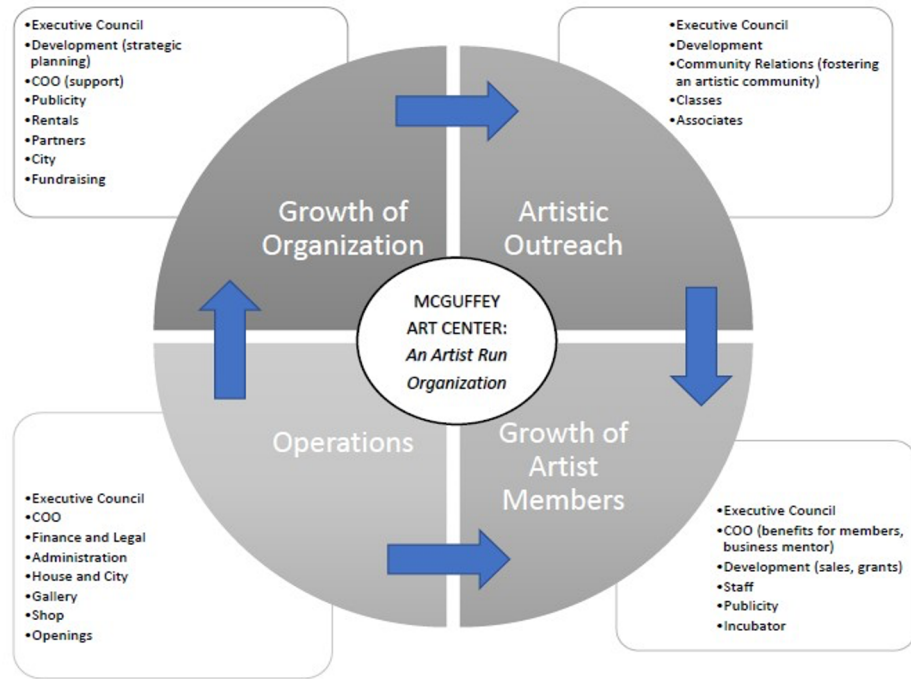 •Executive Council
•Development (strategic
planning)
•COO (support)
•Publicity
•Rentals
•Partners
•City
•Fundraising
•Executive Council
•Development
•Community Relations (fostering
an artistic community)
•Classes
•Associates
Growth of
Organization
Artistic
Outreach
MCGUFFEY
ART CENTER:
An Artist Run
Organization
Operations
Growth of
Artist
Members
•Executive Council
•COO
•Finance and Legal
•Administration
•House and City
•Gallery
•Shop
•Openings
•Executive Council
•COO (benefits for members,
business mentor)
•Development (sales, grants)
•Staff
•Publicity
•Incubator